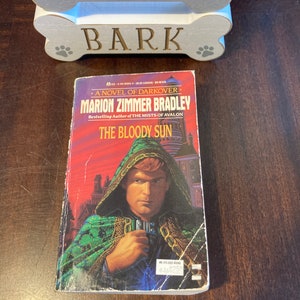 BARK
A NOVEL OF DARKOVER
MARION ZIMMER BRADLEY
Bestselling Author of THE MISTS OF AVALON
THE BLOODY SUN